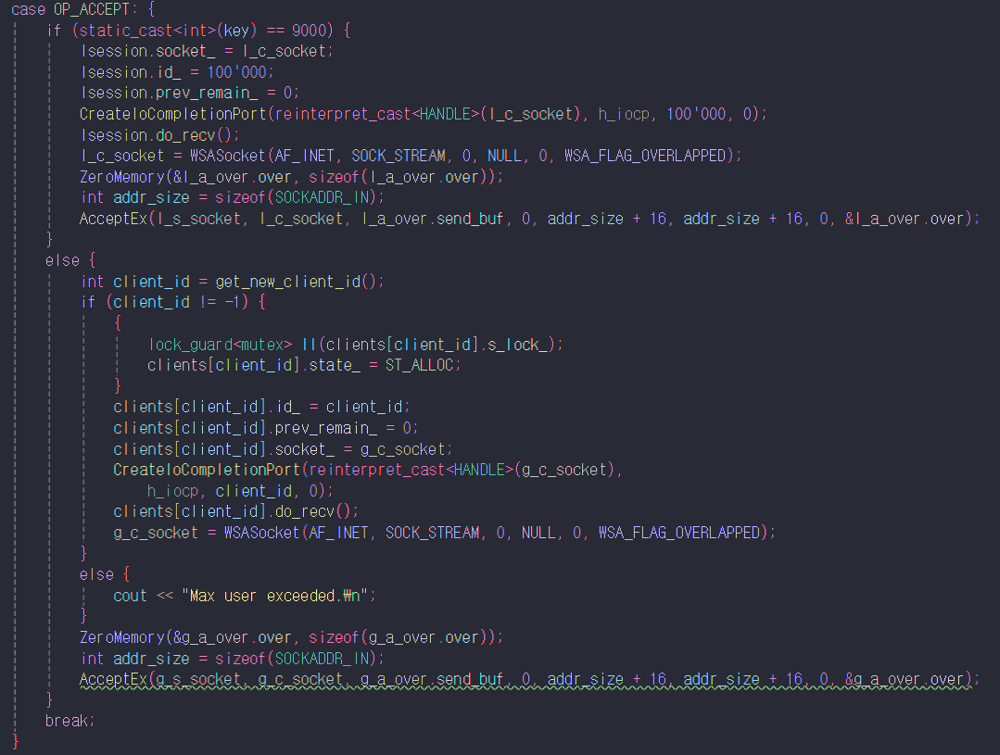 case OP_ACCEPT: {
if (static_cast<int>(key) == 9000) {
lsession.socket_ = l_c_socket;
lsession.id_ = 100'000;
lsession.prev_remain_ = 0;
CreateIoCompletionPort(reinterpret_cast<HANDLE>(l_c_socket), h_iocp, 100'000, 0);
lsession.do_recv();
l_c_socket = WSASocket(AF_INET, SOCK_STREAM, 0, NULL, 0, WSA_FLAG_OVERLAPPED);
ZeroMemory(&l_a_over.over, sizeof(l_a_over.over));
int addr_size = sizeof(SOCKADDR_IN);
AcceptEx(l_s_socket, l_c_socket, l_a_over.send_buf, 0, addr_size + 16, addr_size + 16, 0, &l_a_over.over);
}
else {
int client_id = get_new_client_id();
if (client_id != -1) {
{
lock_guard<mutex> ll(clients[client_id].s_lock_);
clients[client_id].state_ = ST_ALLOC;
}
clients[client_id].id_ = client_id;
clients[client_id].prev_remain_ = 0;
clients[client_id].socket_ = g_c_socket;
CreateIoCompletionPort(reinterpret_cast<HANDLE>(g_c_socket),
h_iocp, client_id, 0);
clients[client_id].do_recv();
g_c_socket = WSASocket(AF_INET, SOCK_STREAM, 0, NULL, 0, WSA_FLAG_OVERLAPPED);
}
else {
cout << "Max user exceeded.₩n";
}
ZeroMemory(&g_a_over.over, sizeof(g_a_over.over));
int addr_size = sizeof(SOCKADDR_IN);
AcceptEx(g_s_socket, g_c_socket, g_a_over.send_buf, 0, addr_size + 16, addr_size + 16, 0, &g_a_over.over);
}
break;
}